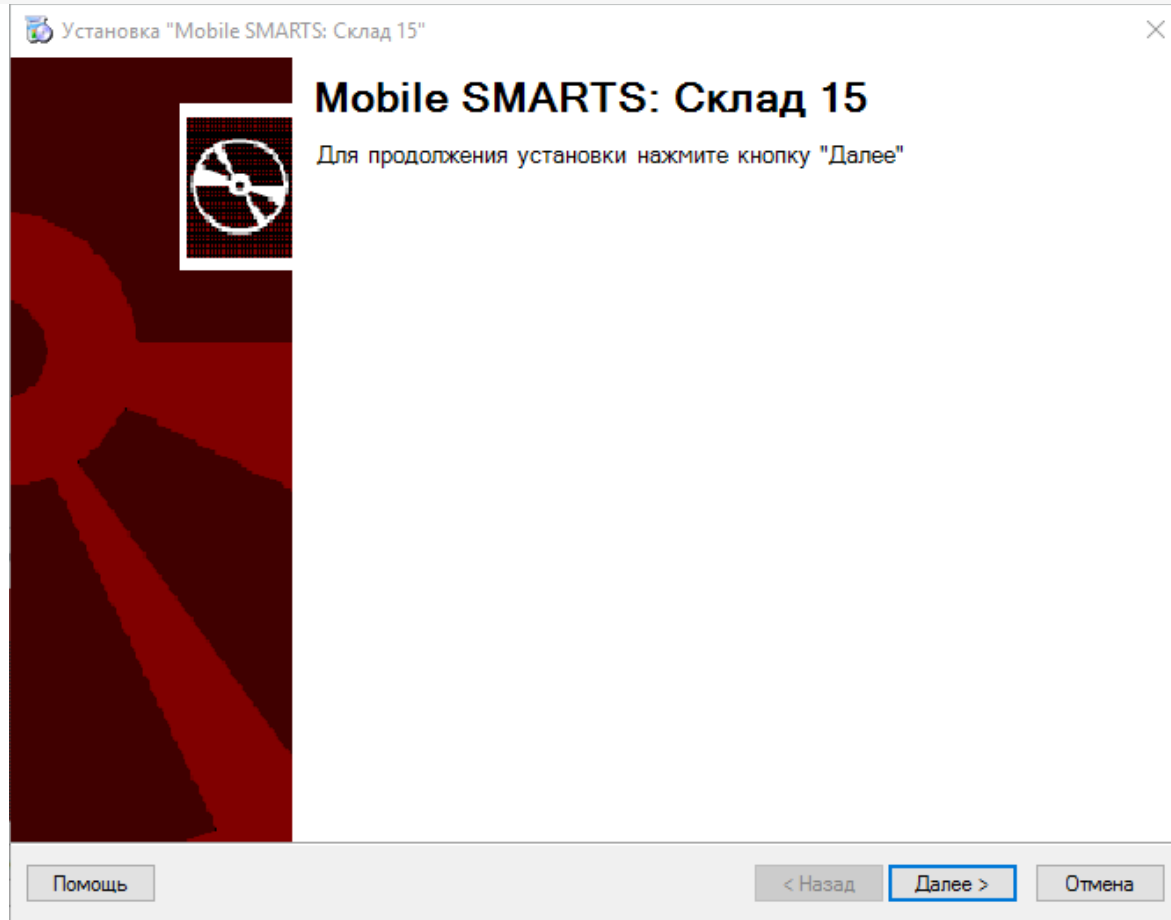 Установка "Mobile SMARTS: Склад 15"
Mobile SMARTS: Склад 15
Для продолжения установки нажмите кнопку "Далее"
Помощь
< Назад
Далее >
Отмена